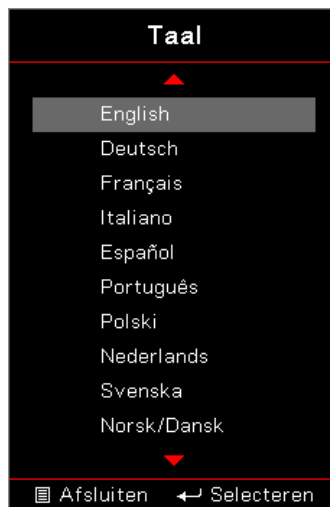 Taal
English
Deutsch
Français
Italiano
Español
Português
Polski
Nederlands
Svenska
Norsk/Dansk
Afsluiten Selecteren